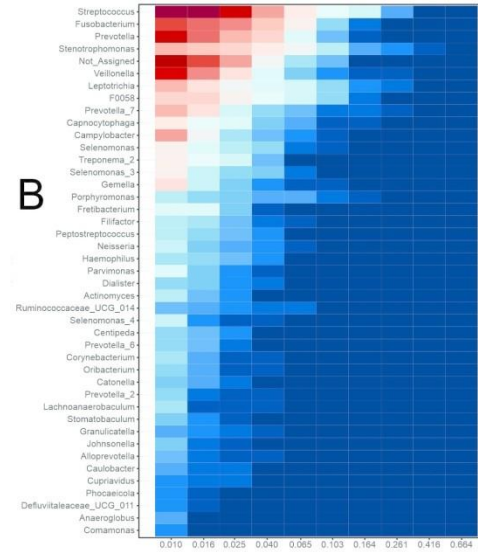 B
Streptococcus
Fusobacterium
Prevotella
Stenotrophomonas
Not_Assigned
Veillonella
Leptotrichia
F0058
Prevotella_7
Capnocytophaga
Campylobacter
Selenomonas
Treponema_2
Selenomonas_3
Gemella
Porphyromonas
Fretibacterium
Filifactor
Peptostreptococcus
Neisseria
Haemophilus
Parvimonas
Dialister
Actinomyces
Ruminococcaceae_UCG_014
Selenomonas_4
Centipeda
Prevotella_6
Corynebacterium
Oribacterium
Catonella
Prevotella_2
Lachnoanaerobaculum
Stomatobaculum
Granulicatella
Johnsonella
Alloprevotella
Caulobacter
Cupriavidus
Phocaeicola
Defluviitaleaceae_UCG_011
Anaeroglobus
Comamonas
0.010 0.016 0.025 0.040 0.065 0.103 0.164 0.261 0.416 0.664